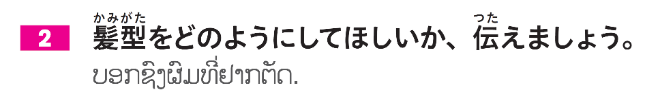 かみがた つた
2 髪型をどのようにしてほしいか、伝えましょう。
ບອກຊົງຜົມທີ່ຢາກຕັດ.